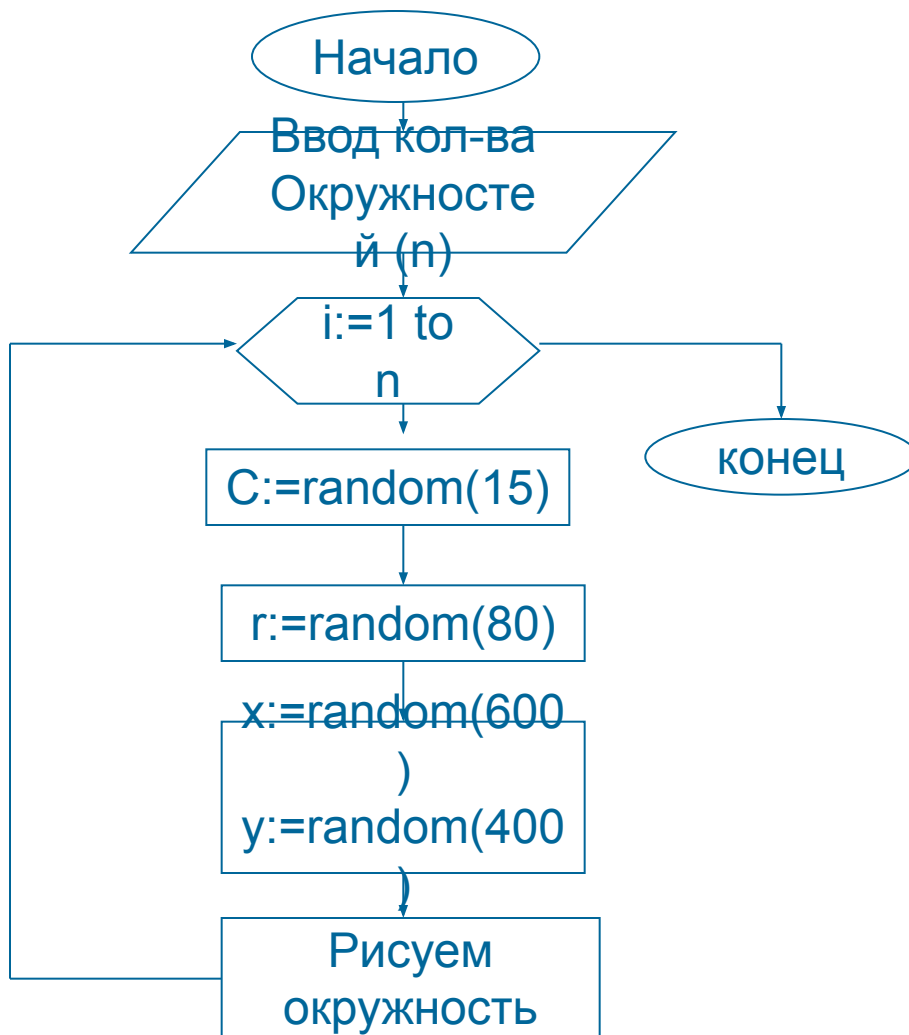 Начало
Ввод кол-ва
Окружносте
й (n)
i:=1 to
n
конец
C:=random(15)
r:=random(80)
x:=random(600
)
y:=random(400
)
Рисуем
окружность